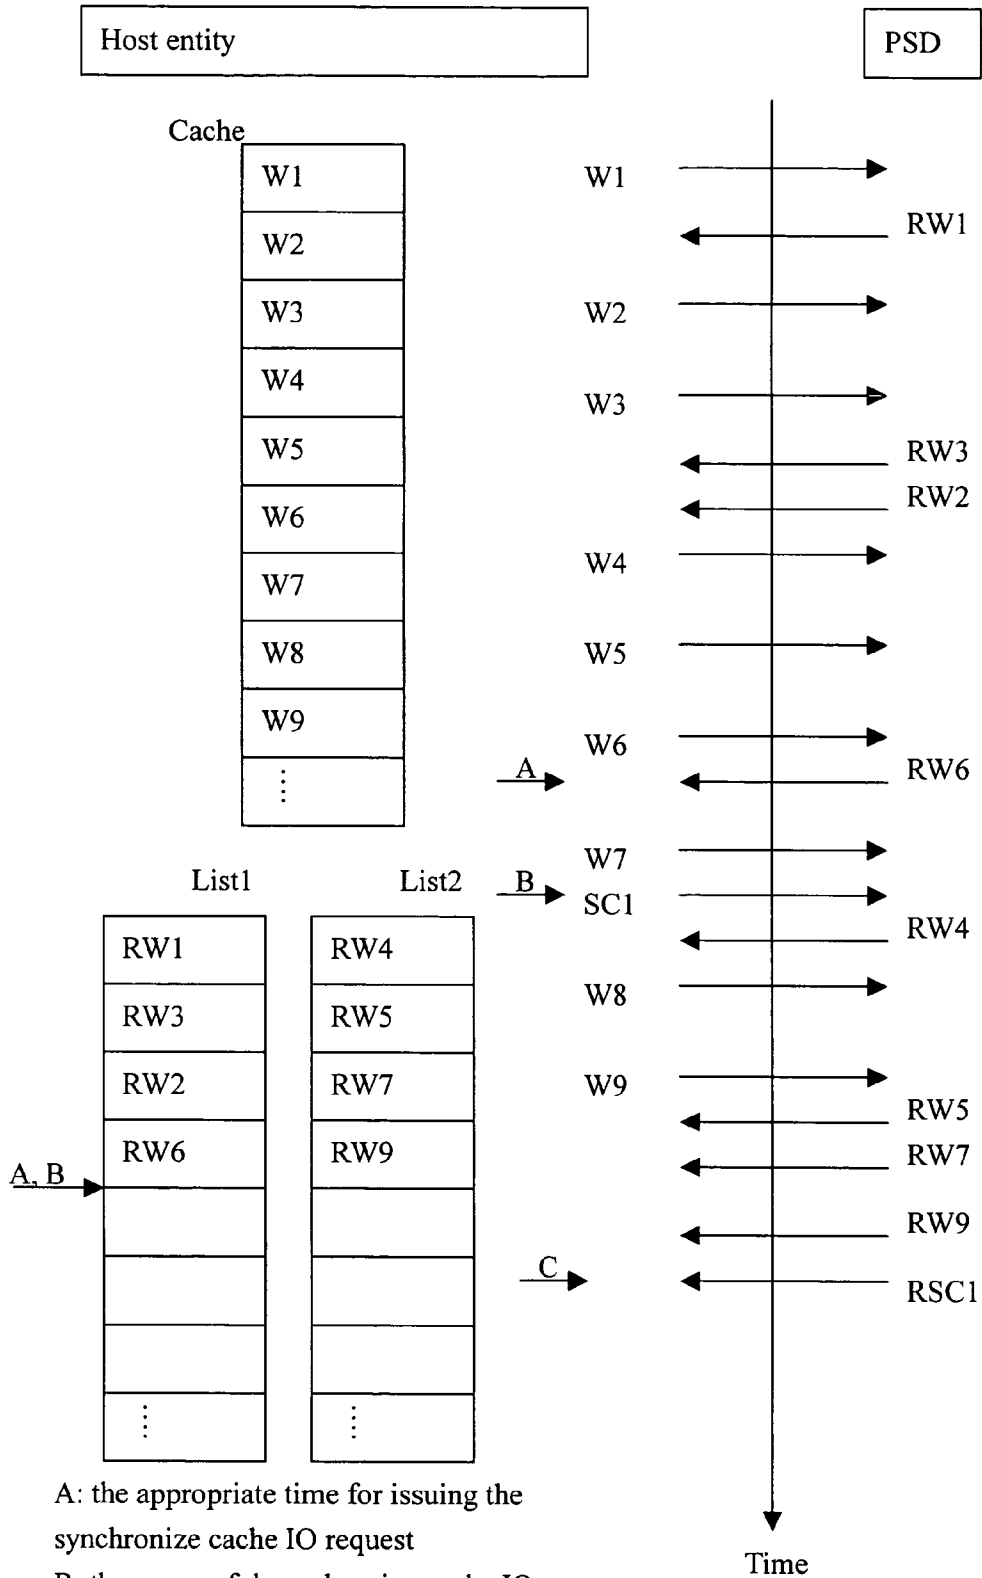 Host entity
PSD
Cache
W1
W2
W3
W4
W5
W6
W7
W8
W9
W1
RW1
W2
W3
RW3
RW2
W4
W5
W6
A
RW6
W7
B
SC1
RW4
W8
W9
RW5
RW7
RW9
C
RSC1
List1
List2
RW1
RW4
RW3
RW5
RW2
RW7
RW6
RW9
A, B
A: the appropriate time for issuing the
synchronize cache IO request
Time